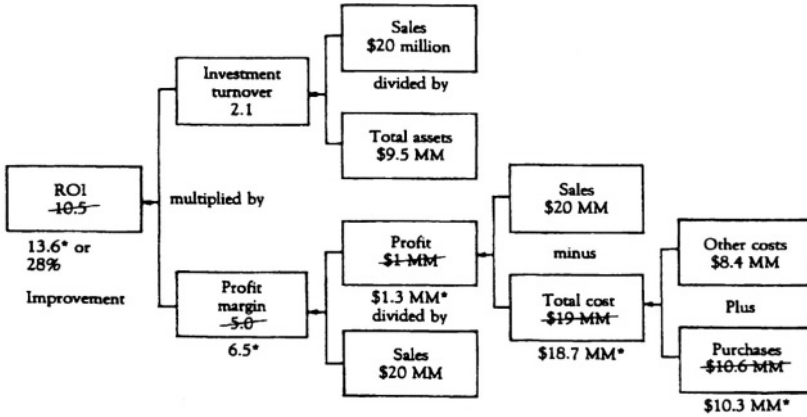 Sales
$20 million
Investment
turnover
2.1
divided by
Total assets
$9.5 MM
ROI
10.5
multiplied by
Sales
$20 MM
13.6* or
28%
Improvement
Profit
$1 MM
minus
Other costs
$8.4 MM
Profit
margin
5.0
$1.3 MM*
divided by
Total cost
$19 MM
Plus
6.5*
Sales
$20 MM
$18.7 MM*
Purchases
$10.6 MM
$10.3 MM*